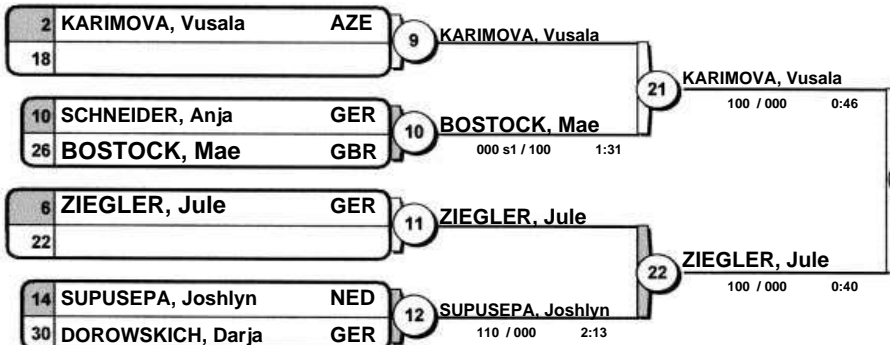 2 KARIMOVA, Vusala AZE
18
9
KARIMOVA, Vusala
10 SCHNEIDER, Anja GER
26 BOSTOCK, Mae GBR
10
BOSTOCK, Mae
000 s1 / 100 1:31
21
KARIMOVA, Vusala
100 / 000 0:46
6 ZIEGLER, Jule GER
22
11
ZIEGLER, Jule
14 SUPUSEPA, Joshlyn NED
30 DOROWSKICH, Darja GER
12
SUPUSEPA, Joshlyn
110 / 000 2:13
22
ZIEGLER, Jule
100 / 000 0:40